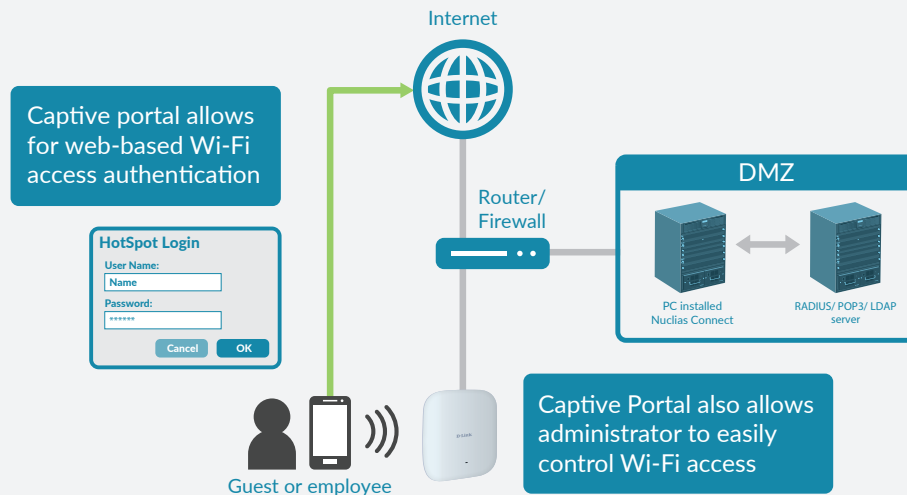 Internet
Captive portal allows
for web-based Wi-Fi
access authentication
HotSpot Login
User Name:
Name
Password:
******
Cancel
OK
Router/
Firewall
DMZ
PC installed
Nuclias Connect
RADIUS/ POP3/ LDAP
server
D-Link
Captive Portal also allows
administrator to easily
control Wi-Fi access
Guest or employee